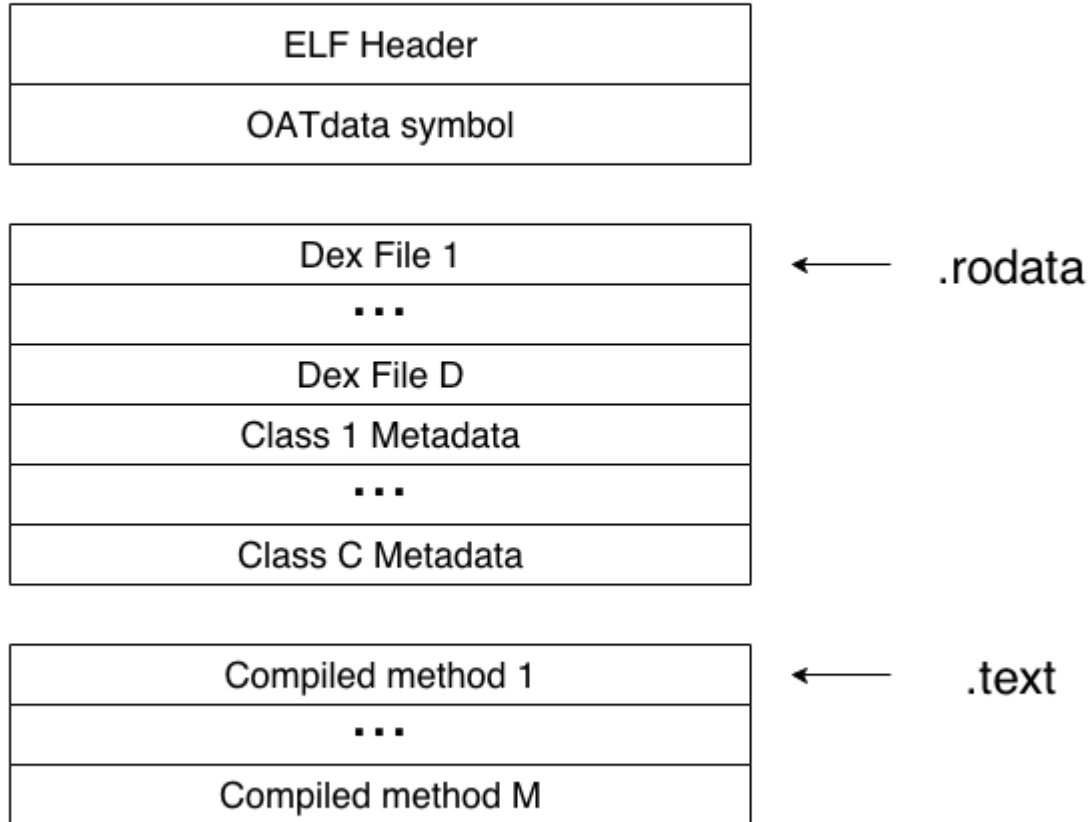 ELF Header
OATdata symbol
Dex File 1
.rodata
...
Dex File D
Class 1 Metadata
...
Class C Metadata
Compiled method 1
.text
...
Compiled method M